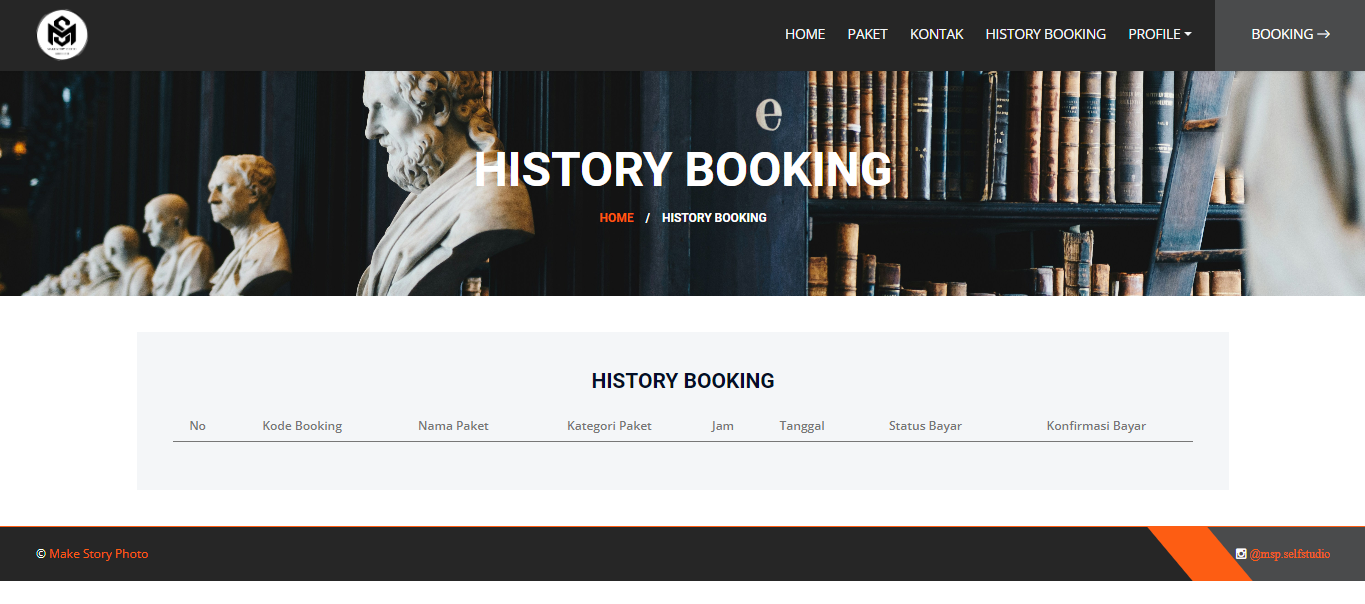 HOME PAKET KONTAK HISTORY BOOKING PROFILE BOOKING →
e
HISTORY BOOKING
HOME / HISTORY BOOKING
HISTORY BOOKING
No Kode Booking Nama Paket Kategori Paket Jam Tanggal Status Bayar Konfirmasi Bayar
© Make Story Photo
@msp.selfstudio